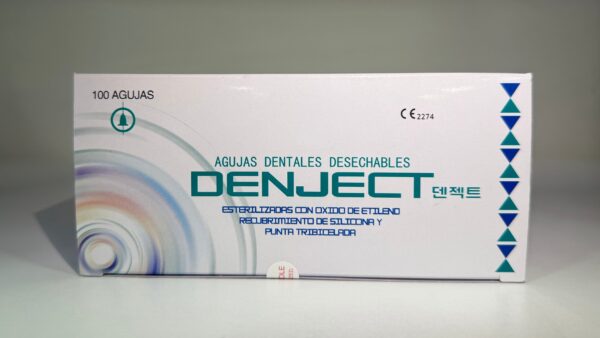 100 AGUJAS
CE 2274
AGUJAS DENTALES DESECHABLES
DENJECT 덴젝트
ESTERILIZADAS CON OXIDO DE ETILENO
RECUBRIMIENTO DE SILICONA Y
PUNTA TRIBICELADA